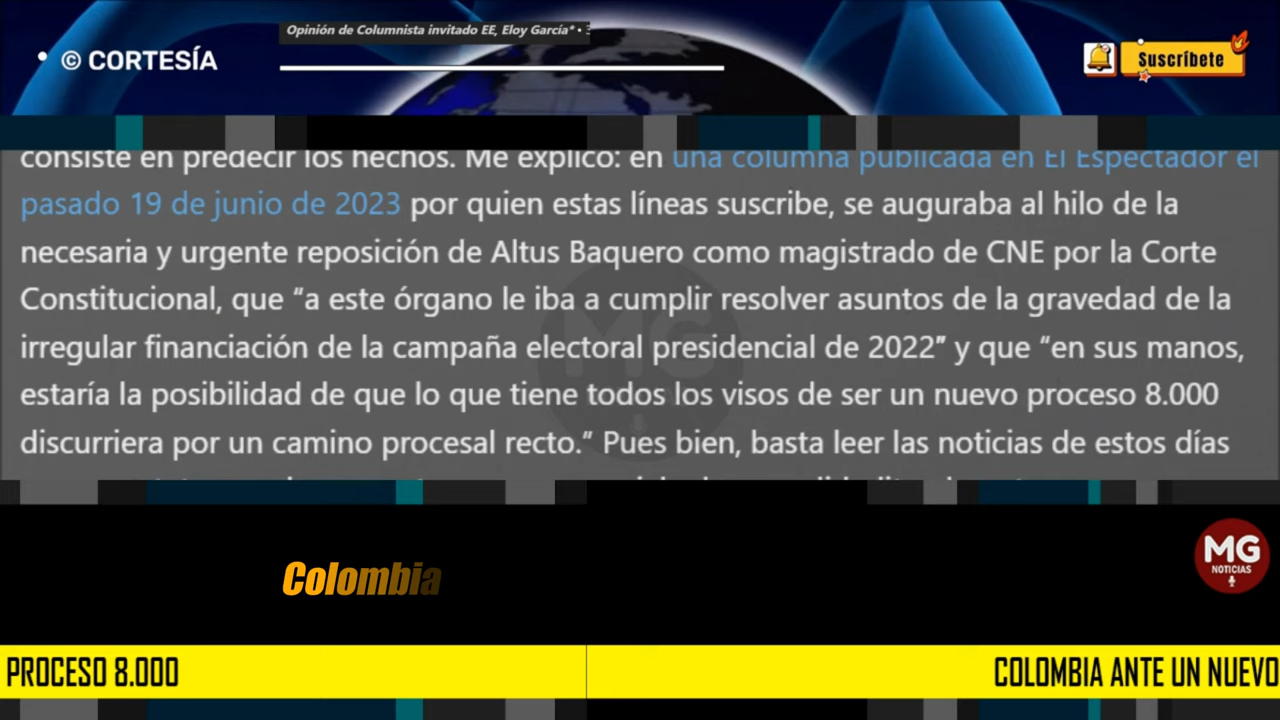 Opinión de Columnista invitado EE, Eloy García* •
© CORTESÍA
Suscríbete
consiste en predecir los hechos. Me explico: en una columna publicada en El Espectador el
pasado 19 de junio de 2023 por quien estas líneas suscribe, se auguraba al hilo de la
necesaria y urgente reposición de Altus Baquero como magistrado de CNE por la Corte
Constitucional, que “a este órgano le iba a cumplir resolver asuntos de la gravedad de la
irregular financiación de la campaña electoral presidencial de 2022” y que “en sus manos,
estaría la posibilidad de que lo que tiene todos los visos de ser un nuevo proceso 8.000
discurriera por un camino procesal recto.” Pues bien, basta leer las noticias de estos días
MG
NOTICIAS
Colombia
PROCESO 8.000
COLOMBIA ANTE UN NUEVO